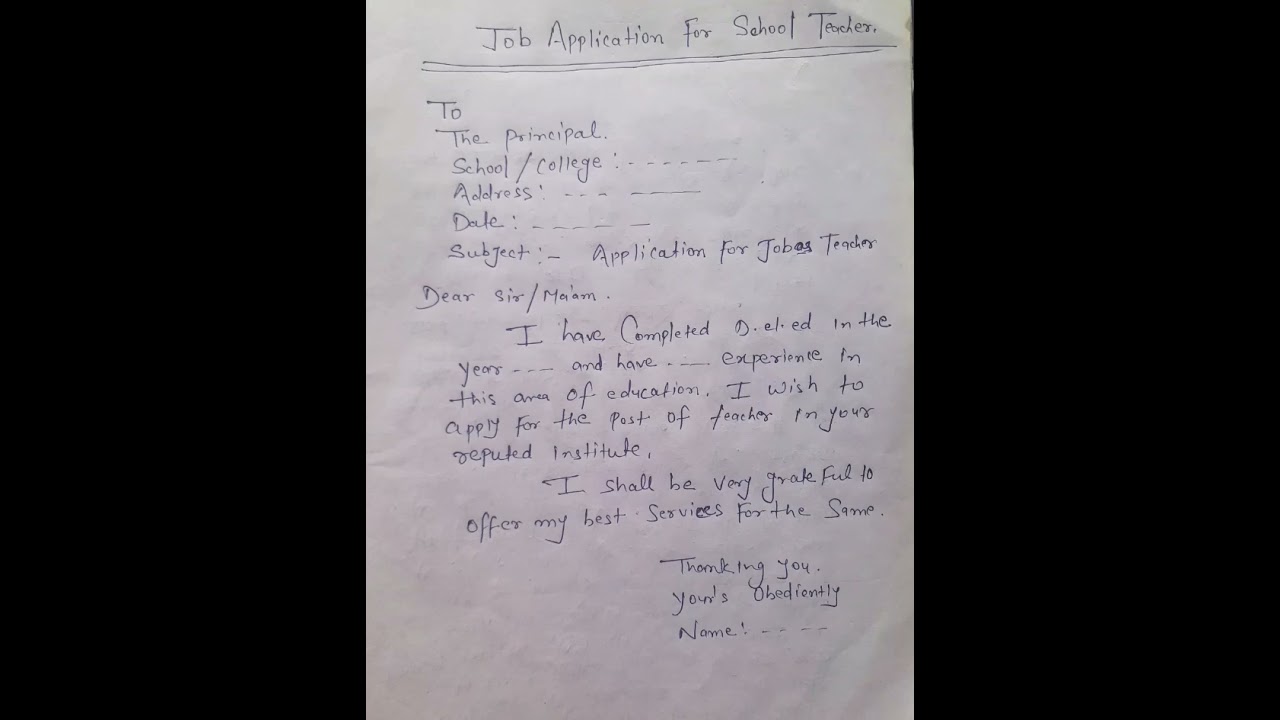 Job Application For School Teacher.
To
The principal.
School/College : - - - - - - -
Address : - - - - ——
Date : - - - - - -
Subject :- Application For Job as Teacher
Dear Sir/Ma'am.
I have Completed D.el.ed in the
year - - - and have - - — experience in
this area of education. I wish to
apply for the post of teacher in your
reputed institute.
I shall be very grateful to
offer my best services for the same.
Thanking you.
Your's Obediently
Name : - - - -